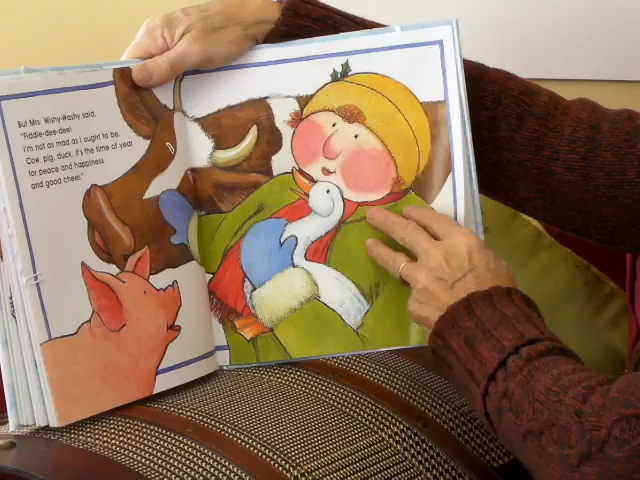 But Mrs. Wishy-Washy said,
"Fiddle-dee-dee!
I'm not as mad as I ought to be.
Cow, pig, duck, it's the time of year
for peace and happiness
and good cheer."